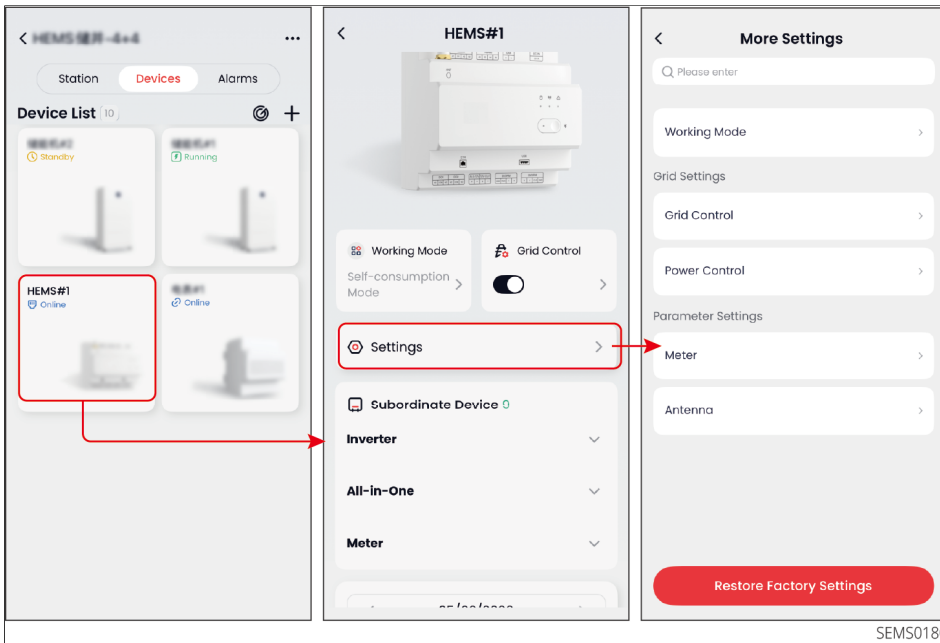 -4+4
Station Devices Alarms
Device List 10
Standby
Running
HEMS#1
Online
Online
HEMS#1
Working Mode
Self-consumption
Mode
Grid Control
Settings
Subordinate Device 0
Inverter
All-in-One
Meter
More Settings
Please enter
Working Mode
Grid Settings
Grid Control
Power Control
Parameter Settings
Meter
Antenna
Restore Factory Settings
SEMS018